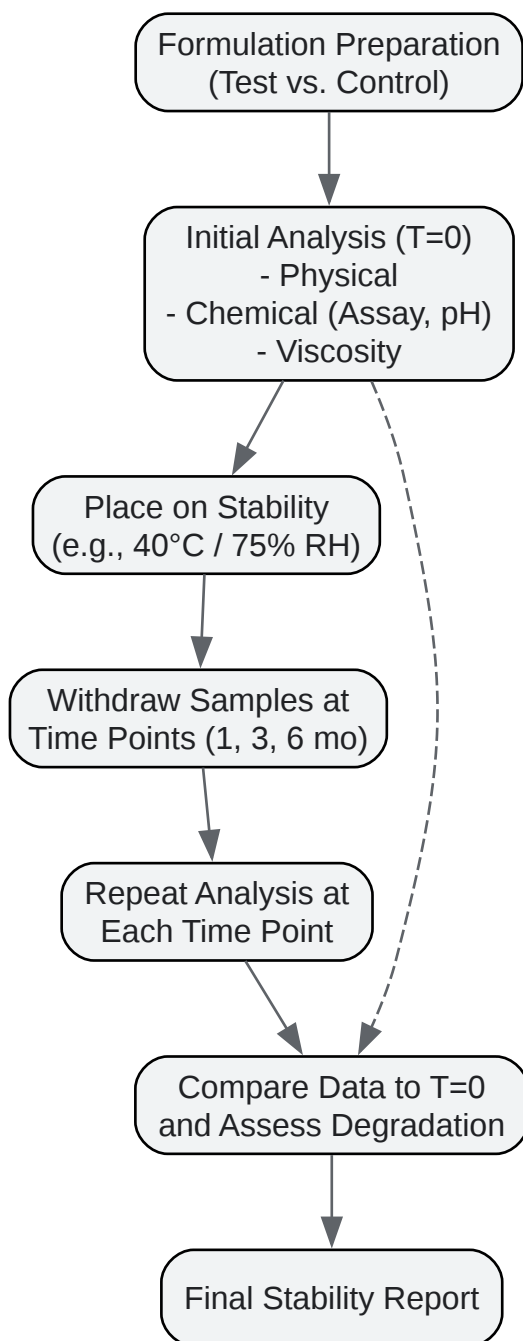 Formulation Preparation
(Test vs. Control)
Initial Analysis (T=0)
- Physical
- Chemical (Assay, pH)
- Viscosity
Place on Stability
(e.g., 40°C / 75% RH)
Withdraw Samples at
Time Points (1, 3, 6 mo)
Repeat Analysis at
Each Time Point
Compare Data to T=0
and Assess Degradation
Final Stability Report